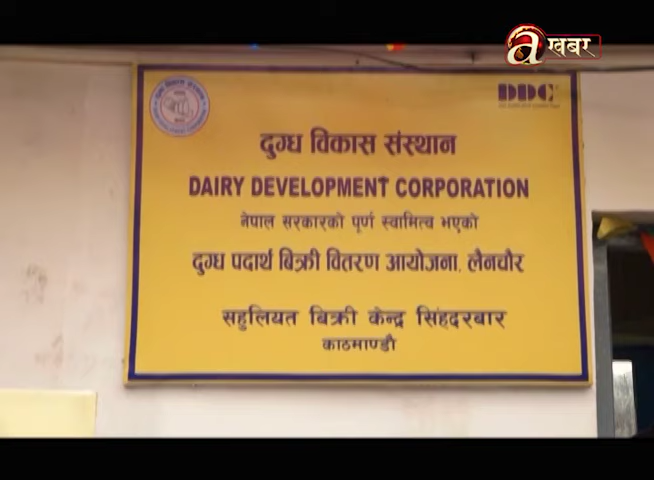 a खबर
DDC
दुग्ध विकास संस्थान
DAIRY DEVELOPMENT CORPORATION
नेपाल सरकारको पूर्ण स्वामित्व भएको
दुग्ध पदार्थ बिक्री वितरण आयोजना, लैनचौर
सहुलियत बिक्री केन्द्र सिंहदरबार
काठमाण्डौ